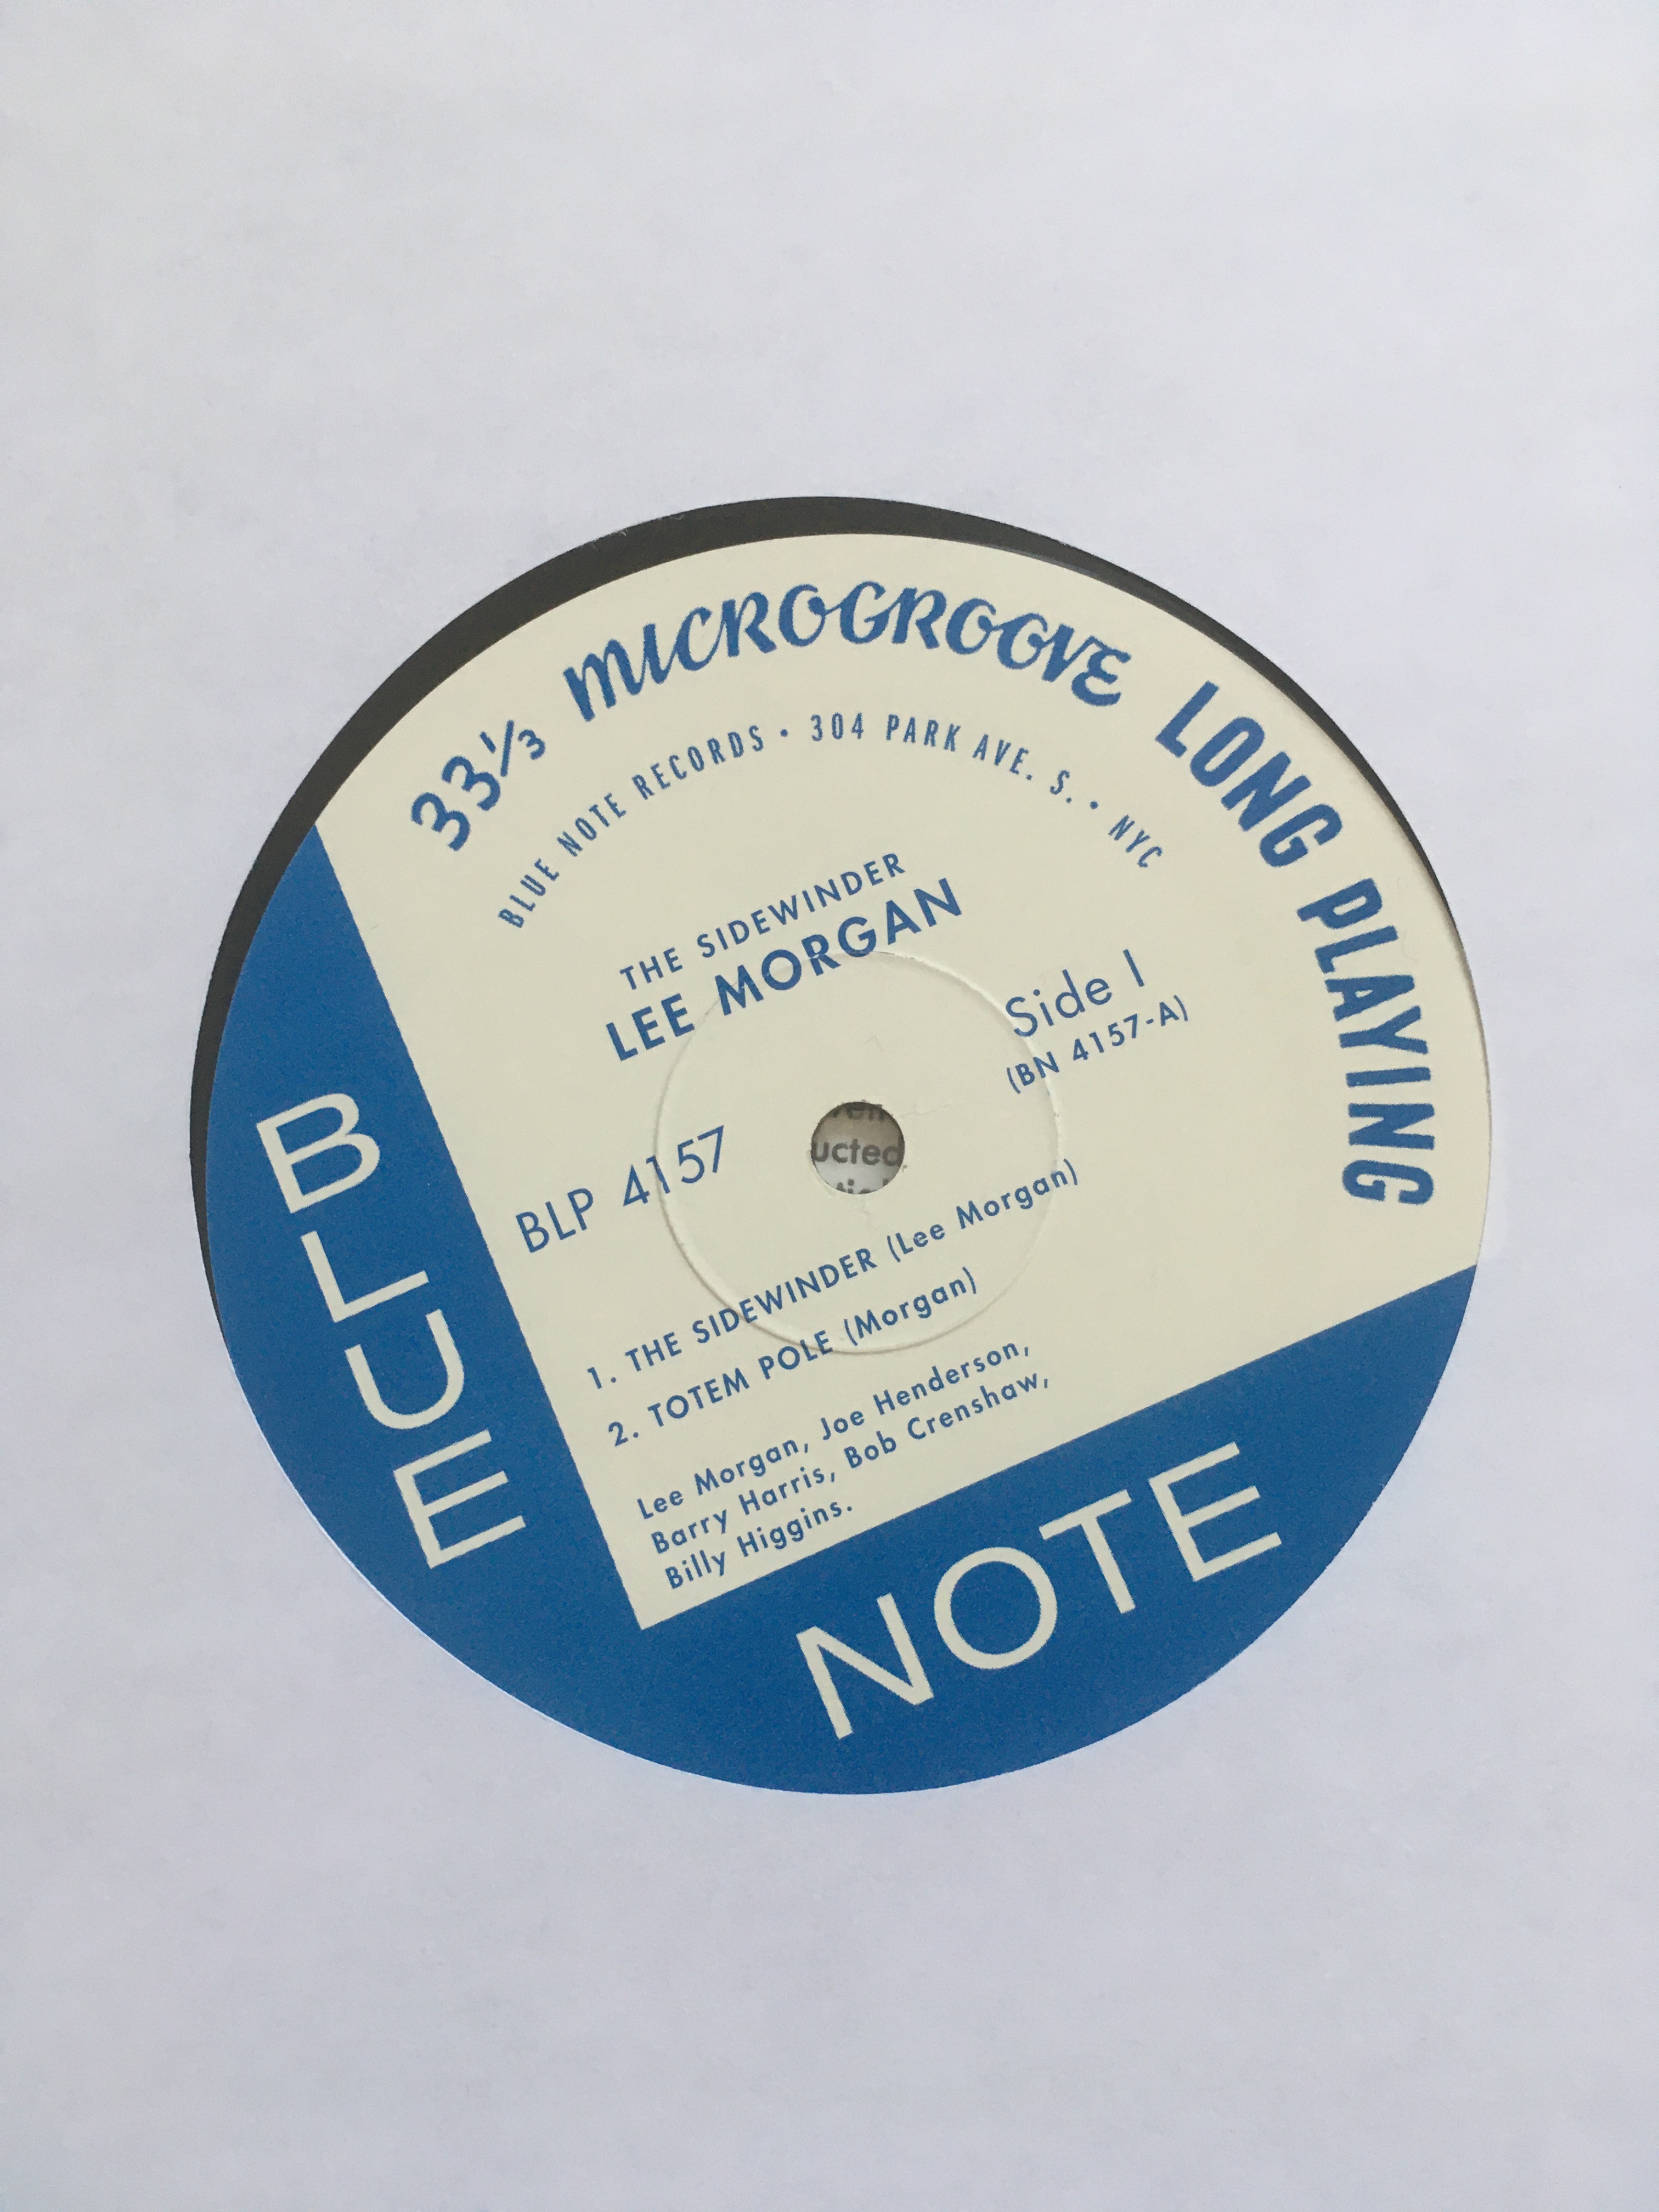 33⅓ MICROGROOVE LONG PLAYING
BLUE NOTE RECORDS • 304 PARK AVE. S. • NYC
THE SIDEWINDER
LEE MORGAN
Side 1
(BN 4157-A)
BLP 4157
ucted.
1. THE SIDEWINDER (Lee Morgan)
2. TOTEM POLE (Morgan)
Lee Morgan, Joe Henderson,
Barry Harris, Bob Crenshaw,
Billy Higgins.
BLUE
NOTE